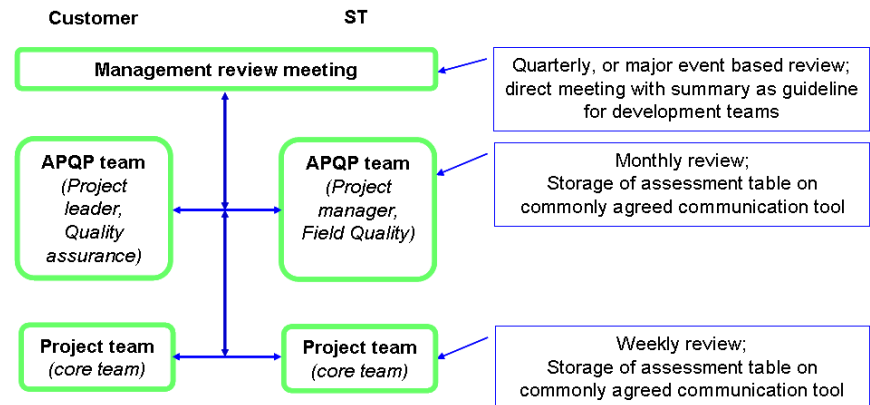 Customer
ST
Management review meeting
Quarterly, or major event based review;
direct meeting with summary as guideline
for development teams
APQP team
(Project
leader,
Quality
assurance)
APQP team
(Project
manager,
Field Quality)
Monthly review;
Storage of assessment table on
commonly agreed communication tool
Project team
(core team)
Project team
(core team)
Weekly review;
Storage of assessment table on
commonly agreed communication tool